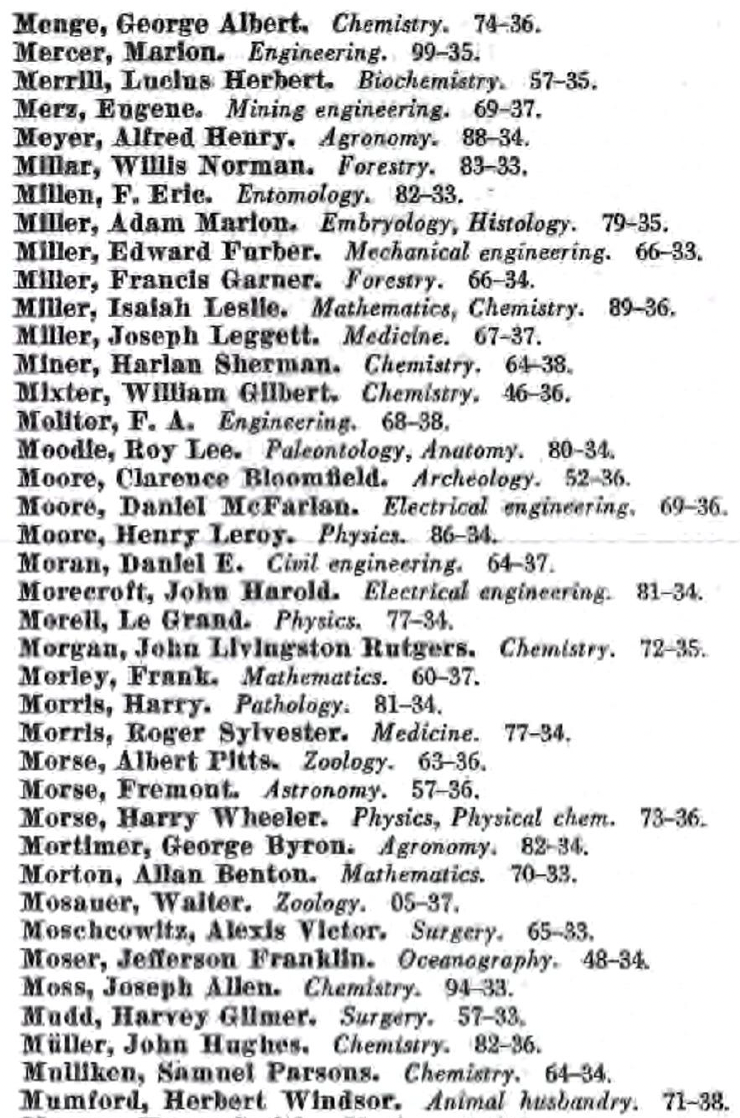 Menge, George Albert. Chemistry. 74–36.
Mercer, Marion. Engineering. 99–35.
Merrill, Lucius Herbert. Biochemistry. 57–35.
Merz, Eugene. Mining engineering. 69–37.
Meyer, Alfred Henry. Agronomy. 88–34.
Millar, Willis Norman. Forestry. 83–33.
Millen, F. Eric. Entomology. 82–33.
Miller, Adam Marion. Embryology, Histology. 79–35.
Miller, Edward Furber. Mechanical engineering. 66–33.
Miller, Francis Garner. Forestry. 66–34.
Miller, Isaiah Leslie. Mathematics, Chemistry. 89–36.
Miller, Joseph Leggett. Medicine. 67–37.
Miner, Harlan Sherman. Chemistry. 64–38.
Mixter, William Gilbert. Chemistry. 46–36.
Molitor, F. A. Engineering. 68–38.
Moodie, Roy Lee. Paleontology, Anatomy. 80–34.
Moore, Clarence Bloomfield. Archeology. 52–36.
Moore, Daniel McFarlan. Electrical engineering. 69–36.
Moore, Henry Leroy. Physics. 86–34.
Moran, Daniel E. Civil engineering. 64–37.
Morecroft, John Harold. Electrical engineering. 81–34.
Morell, Le Grand. Physics. 77–34.
Morgan, John Livingston Rutgers. Chemistry. 72–35.
Morley, Frank. Mathematics. 60–37.
Morris, Harry. Pathology. 81–34.
Morris, Roger Sylvester. Medicine. 77–34.
Morse, Albert Pitts. Zoology. 63–36.
Morse, Fremont. Astronomy. 57–36.
Morse, Harry Wheeler. Physics, Physical chem. 73–36.
Mortimer, George Byron. Agronomy. 82–34.
Morton, Allan Benton. Mathematics. 70–33.
Mosauer, Walter. Zoology. 05–37.
Moschcowitz, Alexis Victor. Surgery. 65–33.
Moser, Jefferson Franklin. Oceanography. 48–34.
Moss, Joseph Allen. Chemistry. 94–33.
Mudd, Harvey Gilmer. Surgery. 57–33.
Müller, John Hughes. Chemistry. 82–36.
Mulliken, Samuel Parsons. Chemistry. 64–34.
Mumford, Herbert Windsor. Animal husbandry. 71–38.